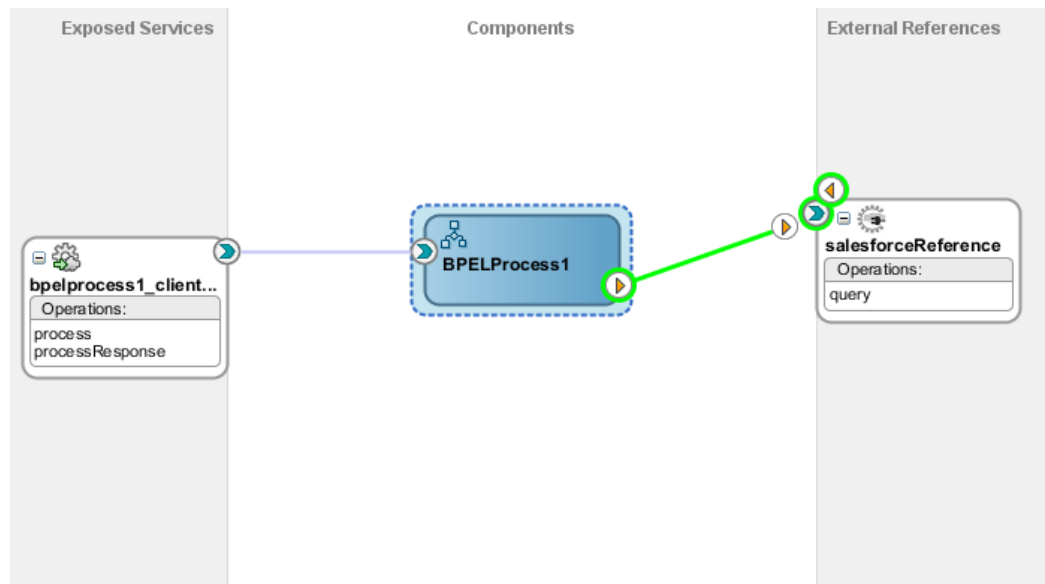 Exposed Services
Components
External References
bpelprocess1_client...
Operations:
process
processResponse
BPELProcess1
salesforceReference
Operations:
query